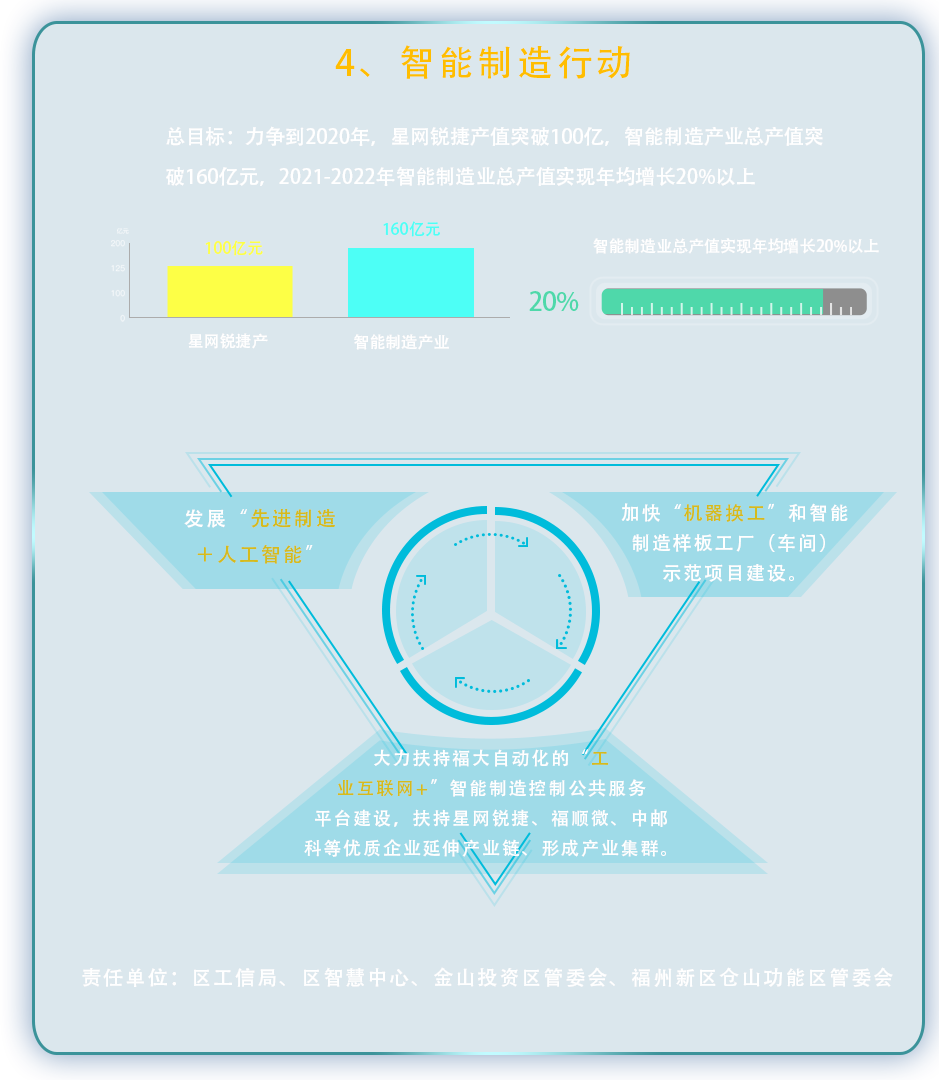 4、智能制造行动
总目标：力争到2020年，星网锐捷产值突破100亿，智能制造产业总产值突
破160亿元，2021-2022年智能制造业总产值实现年均增长20%以上
亿元
200
125
100
0
100亿元
160亿元
星网锐捷产
智能制造产业
智能制造业总产值实现年均增长20%以上
20%
发展“先进制造
＋人工智能”
加快“机器换工”和智能
制造样板工厂（车间）
示范项目建设。
大力扶持福大自动化的“工
业互联网+”智能制造控制公共服务
平台建设，扶持星网锐捷、福顺微、中邮
科等优质企业延伸产业链、形成产业集群。
责任单位：区工信局、区智慧中心、金山投资区管委会、福州新区仓山功能区管委会